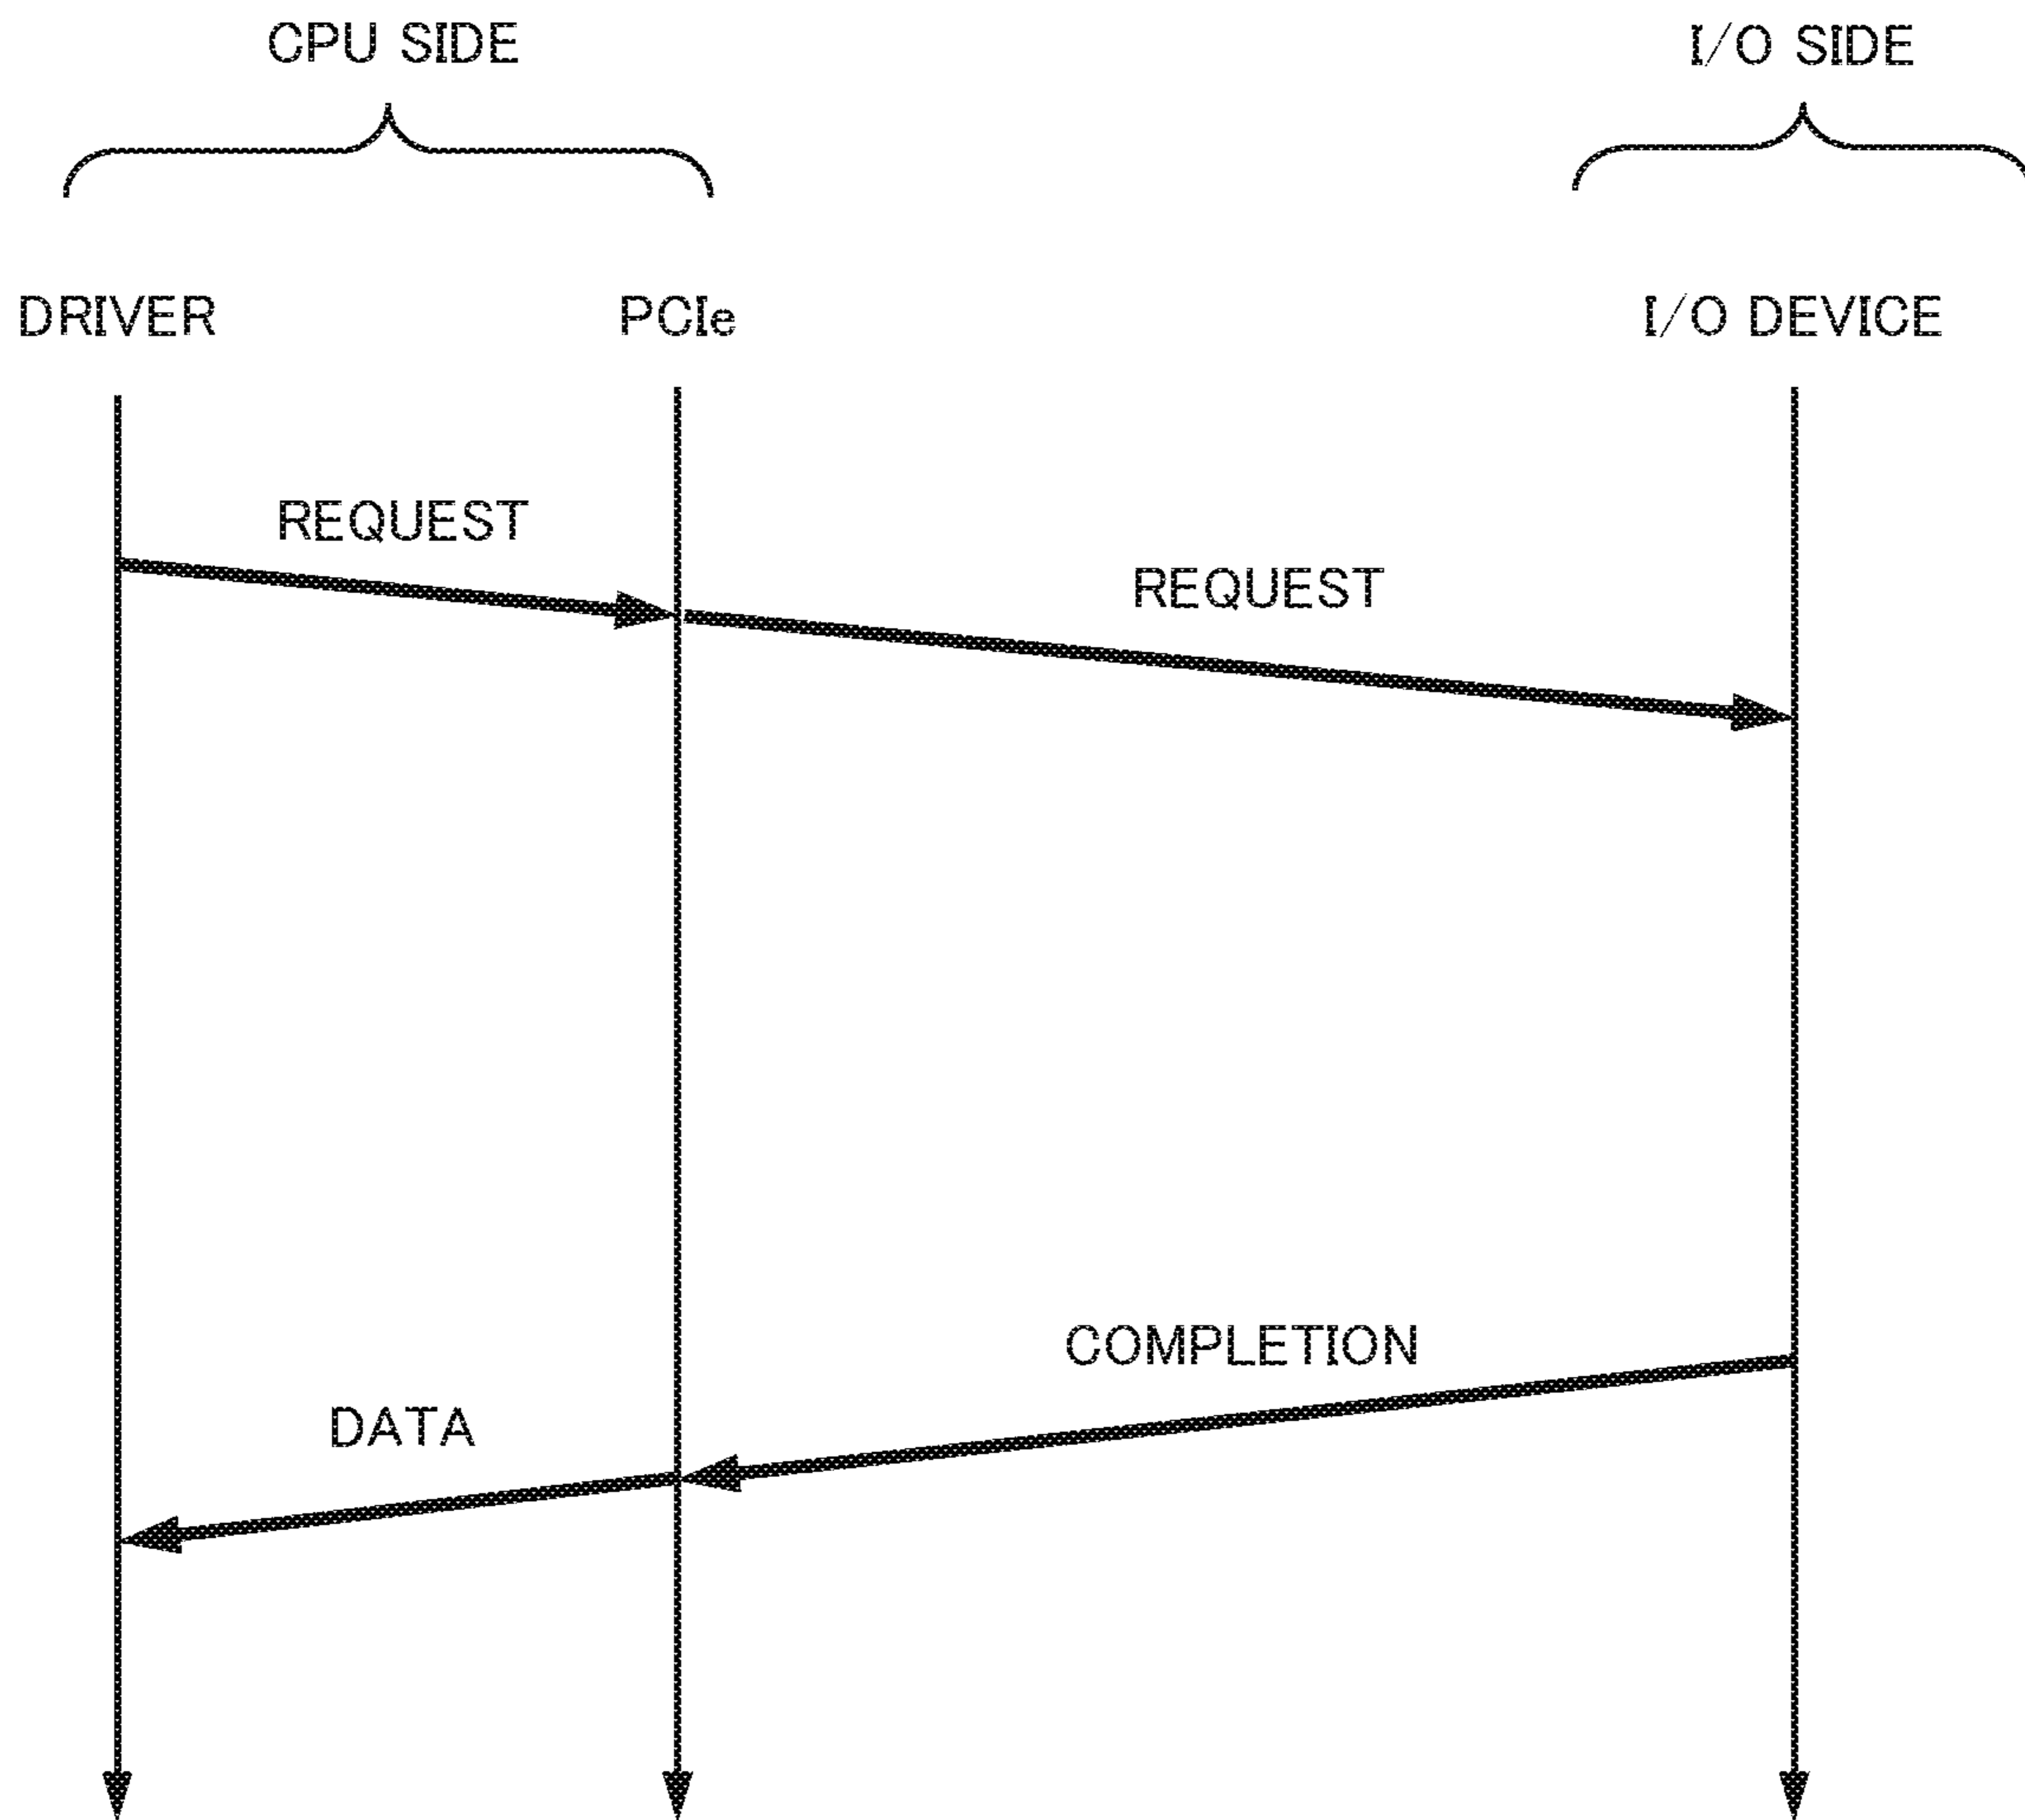 CPU SIDE
I/O SIDE
DRIVER
PCIe
I/O DEVICE
REQUEST
REQUEST
COMPLETION
DATA